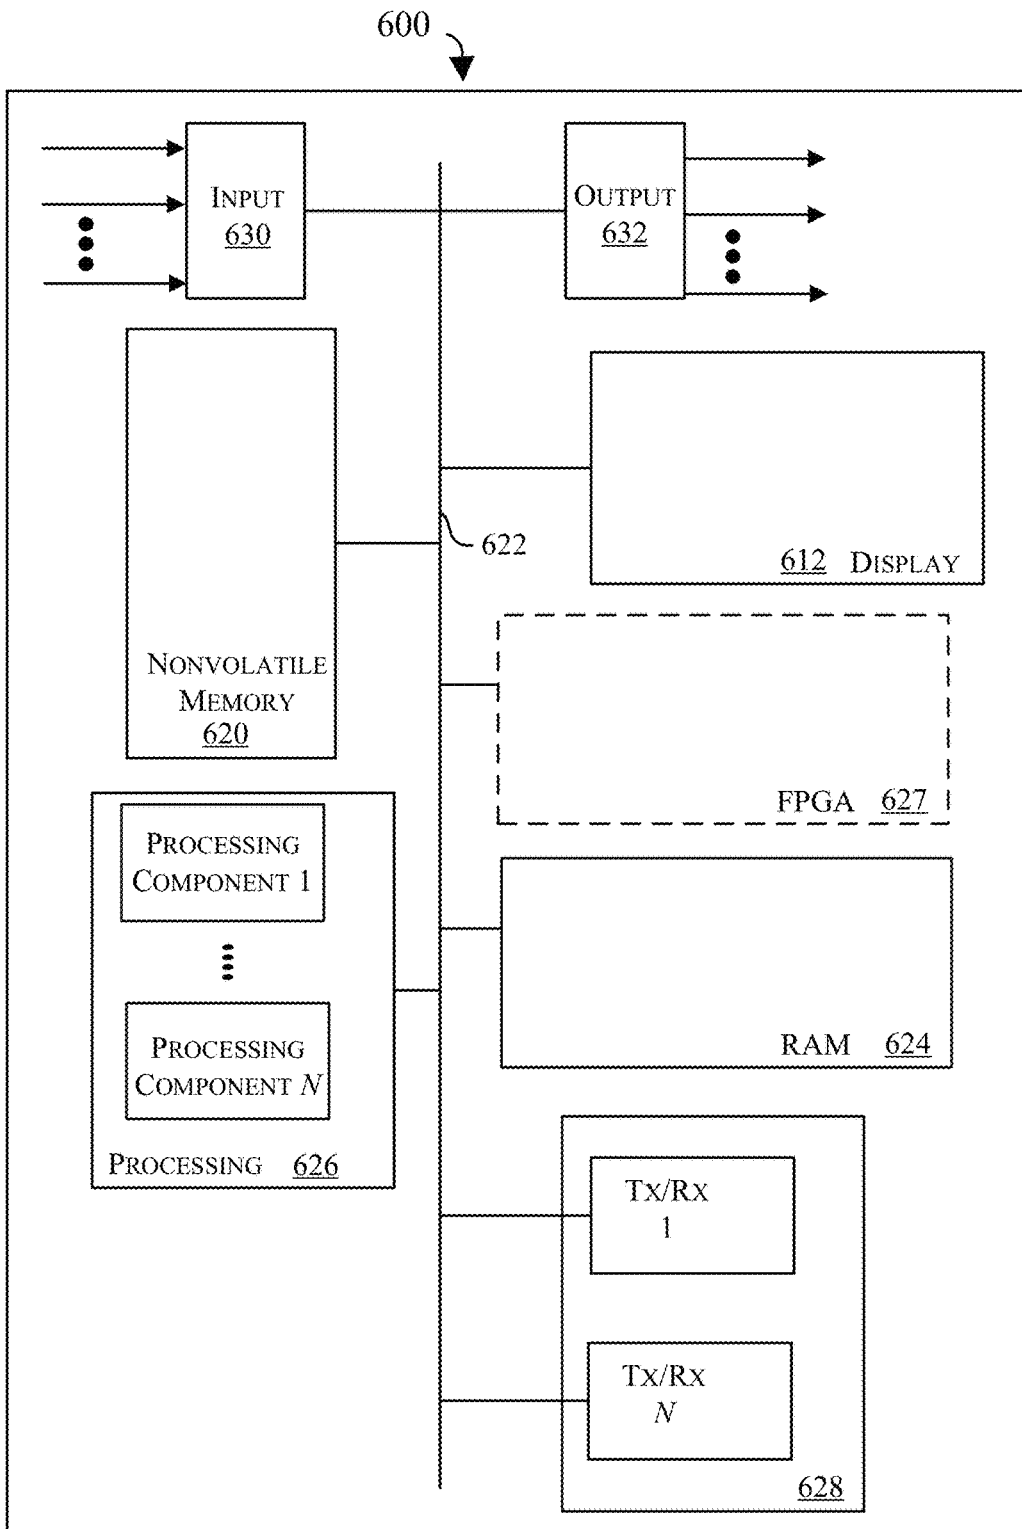 600
INPUT
630
OUTPUT
632
622
612 DISPLAY
NONVOLATILE
MEMORY
620
FPGA 627
PROCESSING
COMPONENT 1
PROCESSING
COMPONENT N
PROCESSING 626
RAM 624
TX/RX
1
TX/RX
N
628